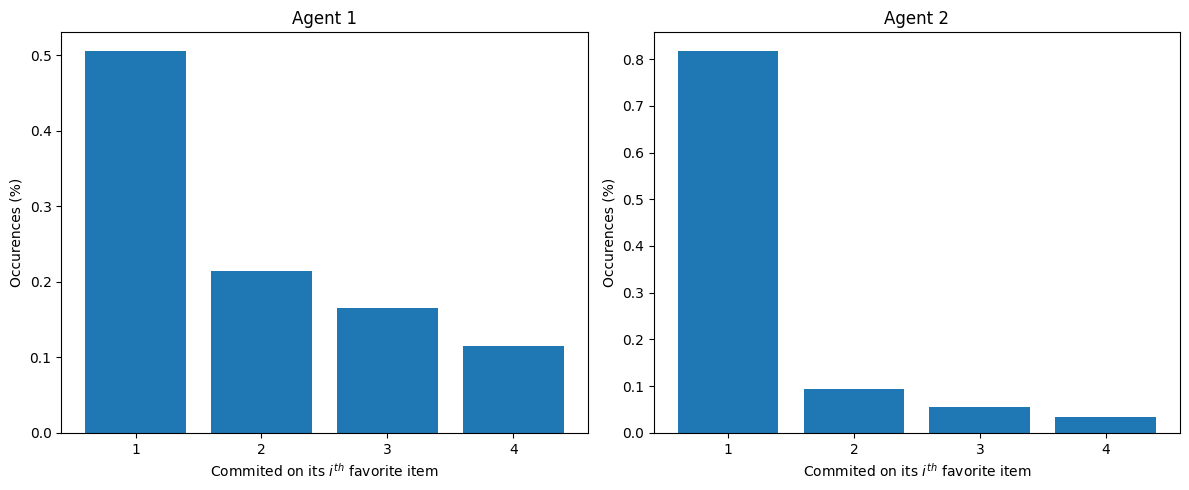 Agent 1
Occurences (%)
0.5
0.4
0.3
0.2
0.1
0.0
1 2 3 4
Commited on its i^th favorite item
Agent 2
Occurences (%)
0.8
0.7
0.6
0.5
0.4
0.3
0.2
0.1
0.0
1 2 3 4
Commited on its i^th favorite item